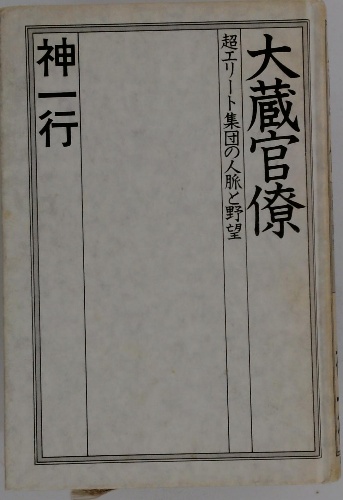 大蔵官僚
超エリート集団の人脈と野望
神一行